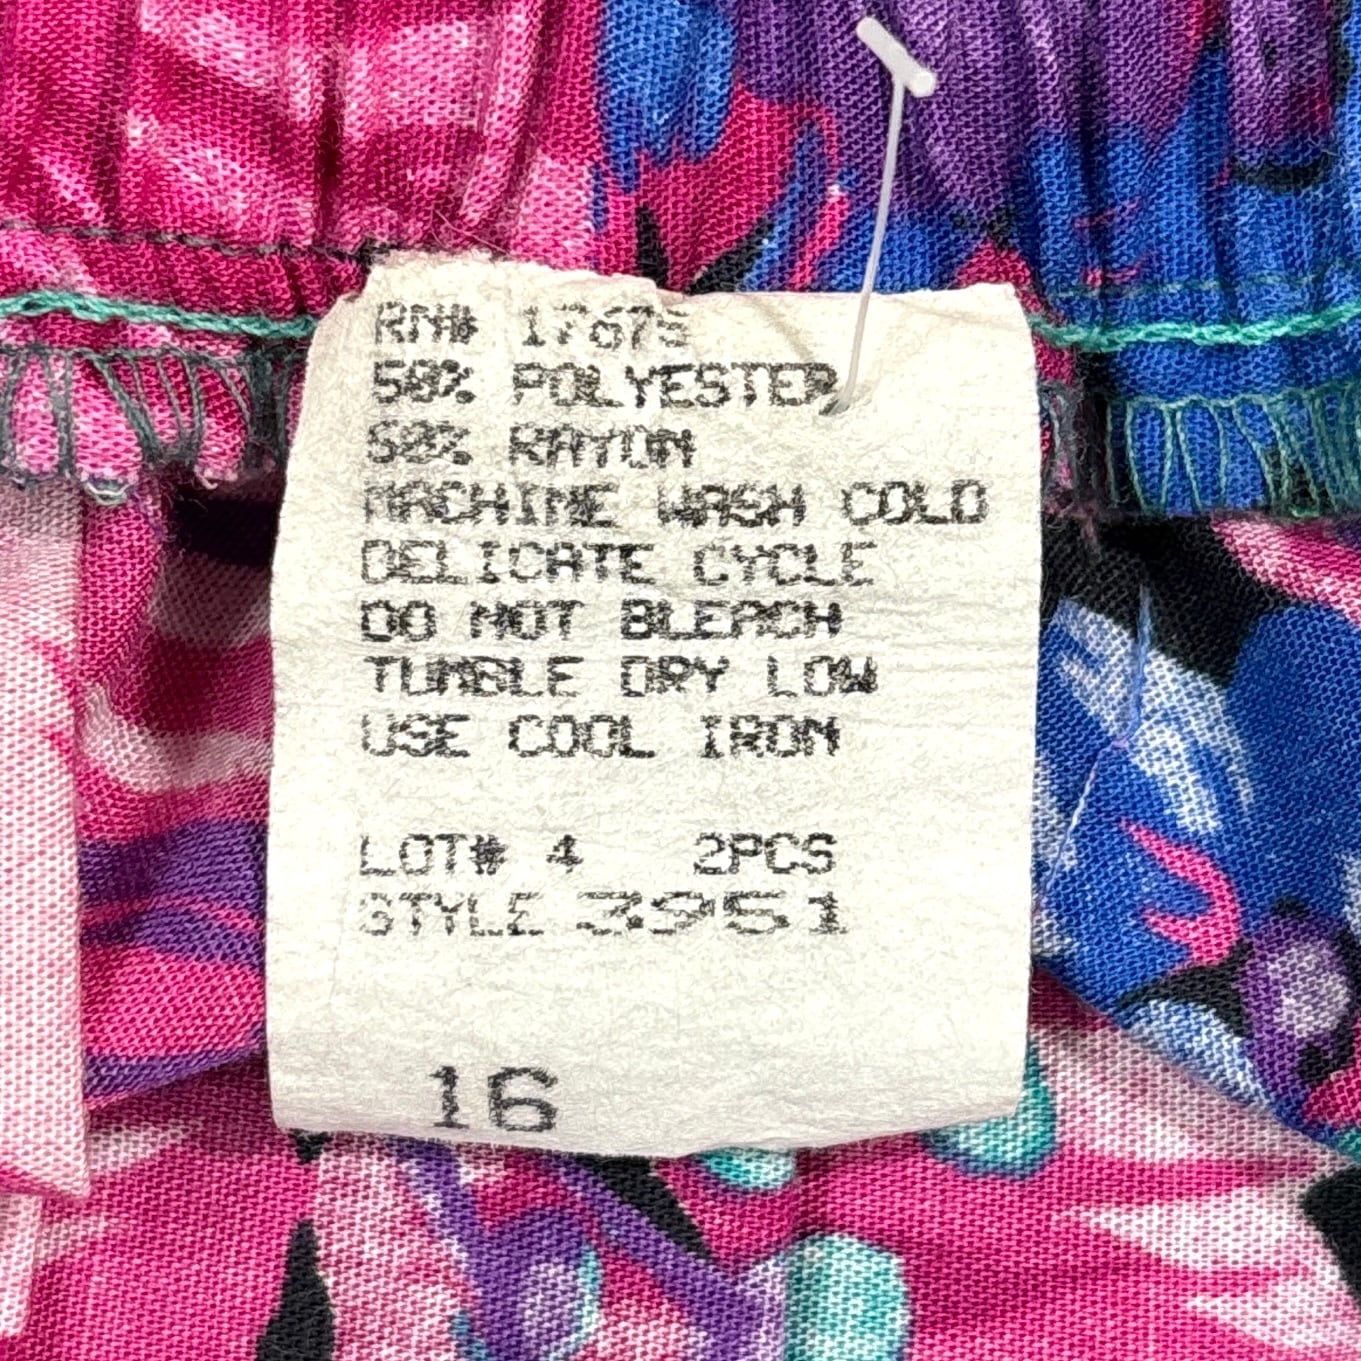 RN# 17675
50% POLYESTER
50% RAYON
MACHINE WASH COLD
DELICATE CYCLE
DO NOT BLEACH
TUMBLE DRY LOW
USE COOL IRON
LOT# 4 2PCS
STYLE 3951
16